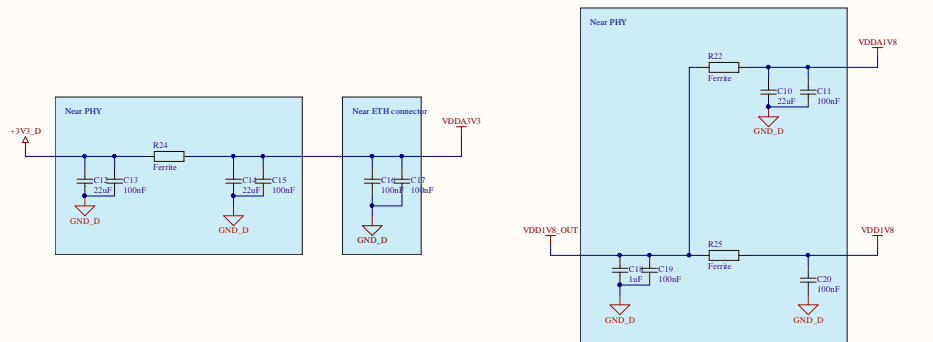 Near PHY
+3V3_D
R24
Ferrite
C12
22uF
C13
100nF
GND_D
C14
22uF
C15
100nF
GND_D
Near ETH connector
VDDA3V3
C16
100nF
C17
100nF
GND_D
Near PHY
R22
Ferrite
VDDA1V8
C10
22uF
C11
100nF
GND_D
VDD1V8_OUT
C18
1uF
C19
100nF
GND_D
R25
Ferrite
VDD1V8
C20
100nF
GND_D